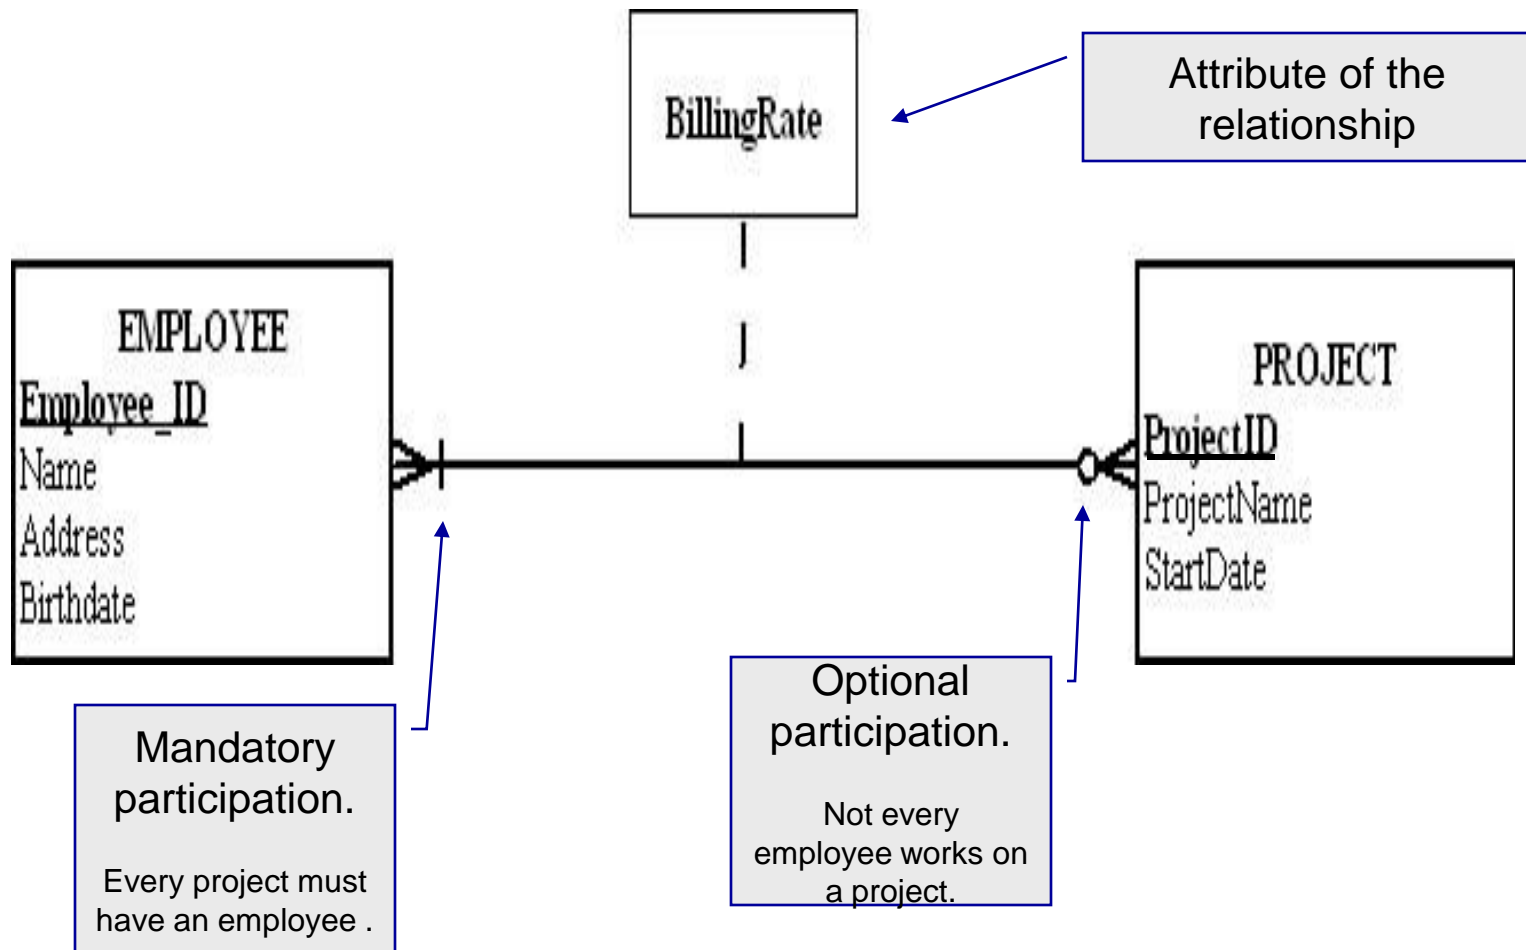 BillingRate
Attribute of the
relationship
EMPLOYEE
Employee_ID
Name
Address
Birthdate
PROJECT
ProjectID
ProjectName
StartDate
Mandatory
participation.
Every project must
have an employee .
Optional
participation.
Not every
employee works on
a project.